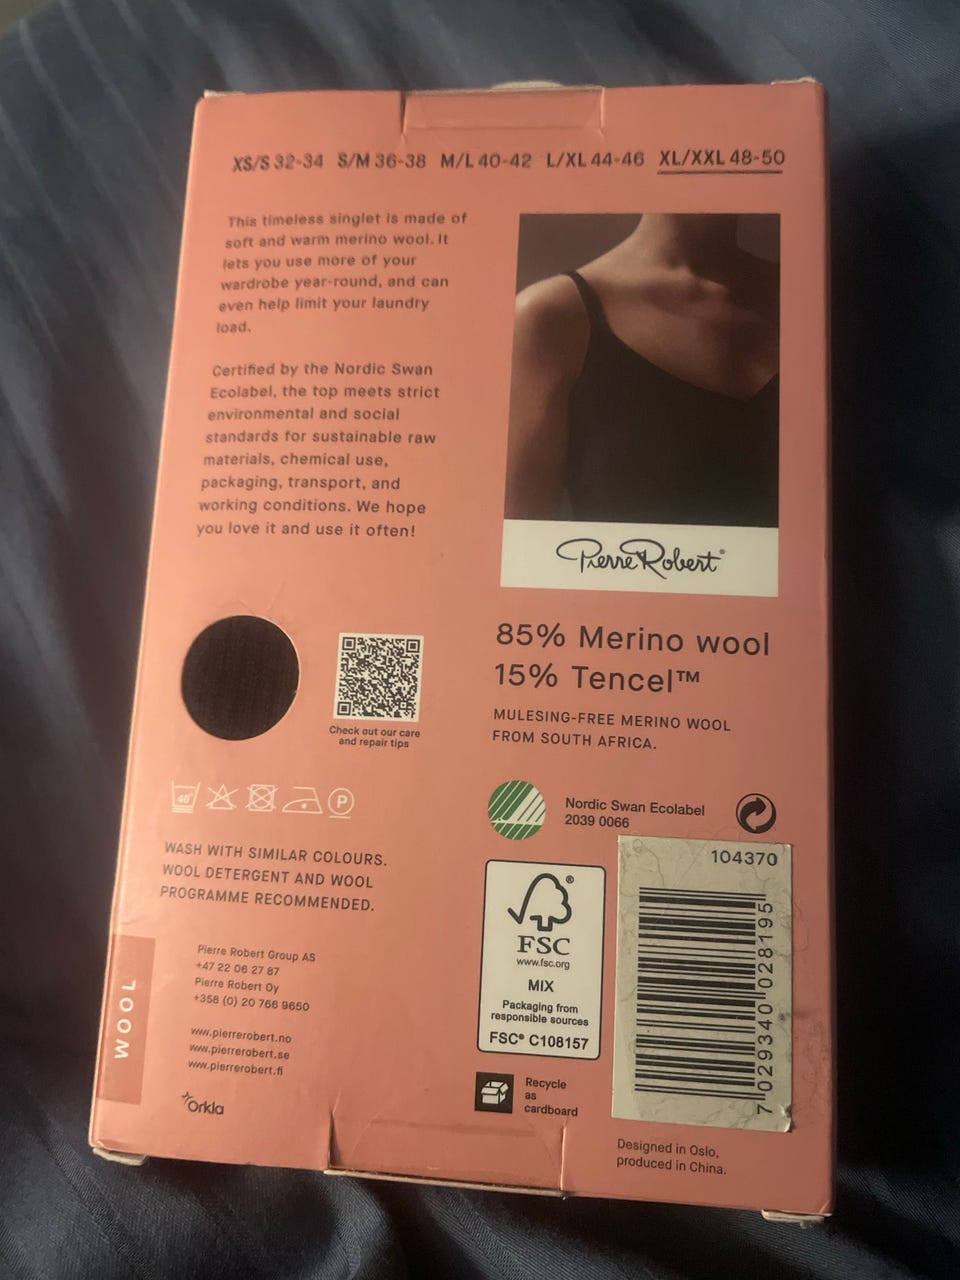 XS/S 32-34 S/M 36-38 M/L 40-42 L/XL 44-46 XL/XXL 48-50
This timeless singlet is made of
soft and warm merino wool. It
lets you use more of your
wardrobe year-round, and can
even help limit your laundry
load.
Certified by the Nordic Swan
Ecolabel, the top meets strict
environmental and social
standards for sustainable raw
materials, chemical use,
packaging, transport, and
working conditions. We hope
you love it and use it often!
Pierre Robert®
85% Merino wool
15% Tencel™
MULESING-FREE MERINO WOOL
FROM SOUTH AFRICA.
Check out our care
and repair tips
40°
P
Nordic Swan Ecolabel
2039 0066
WASH WITH SIMILAR COLOURS.
WOOL DETERGENT AND WOOL
PROGRAMME RECOMMENDED.
®
FSC
www.fsc.org
MIX
Packaging from
responsible sources
FSC® C108157
104370
7 029340 028195
WOOL
Pierre Robert Group AS
+47 22 06 27 87
Pierre Robert Oy
+358 (0) 20 766 9650
www.pierrerobert.no
www.pierrerobert.se
www.pierrerobert.fi
Orkla
Recycle
as
cardboard
Designed in Oslo,
produced in China.